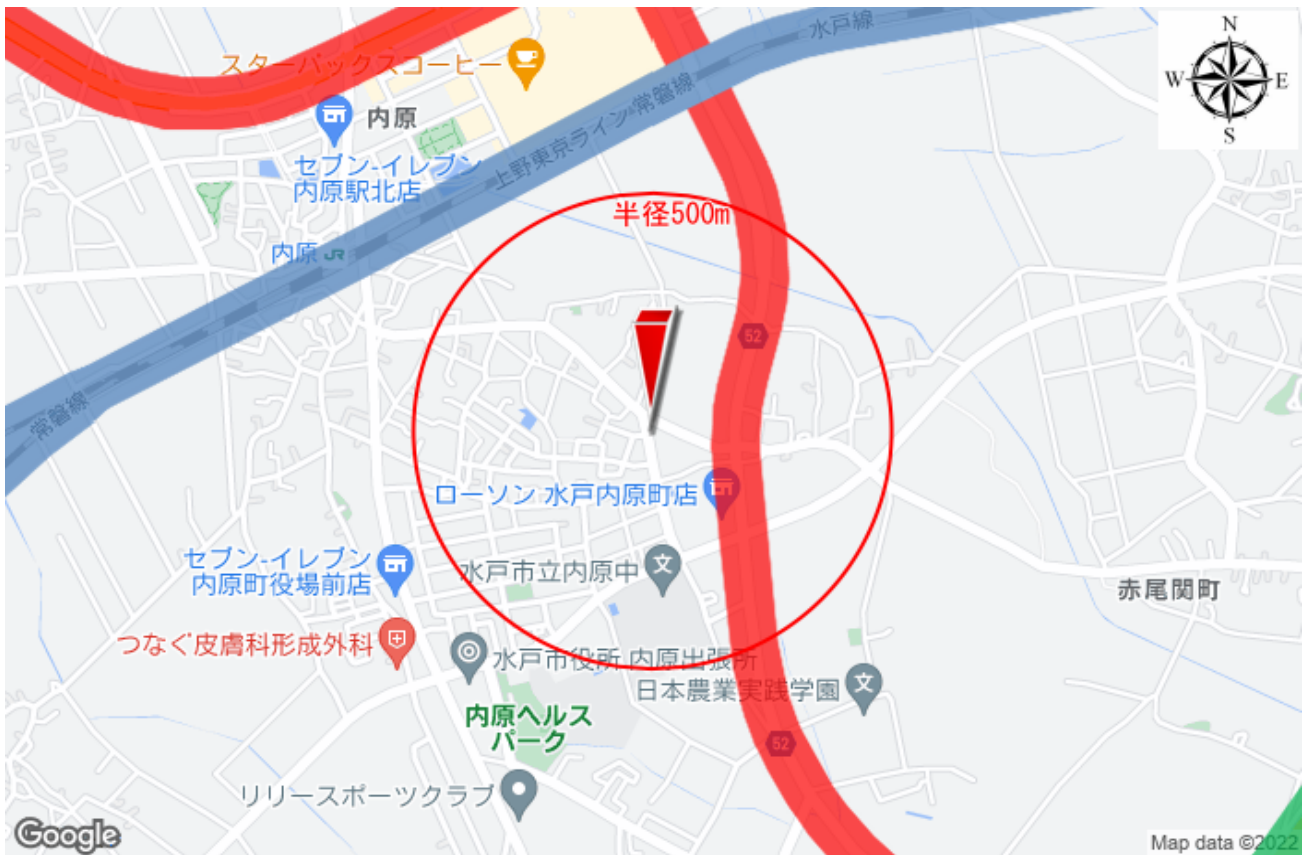 水戸線
N
W
E
S
スターバックスコーヒー
内原
上野東京ライン・常磐線
セブン-イレブン
内原駅北店
半径500m
内原 JR
52
常磐線
ローソン 水戸内原町店
セブン-イレブン
内原町役場前店
水戸市立内原中
文
赤尾関町
つなぐ皮膚科形成外科
水戸市役所 内原出張所
日本農業実践学園
文
内原ヘルス
パーク
52
リリースポーツクラブ
Google
Map data ©2022